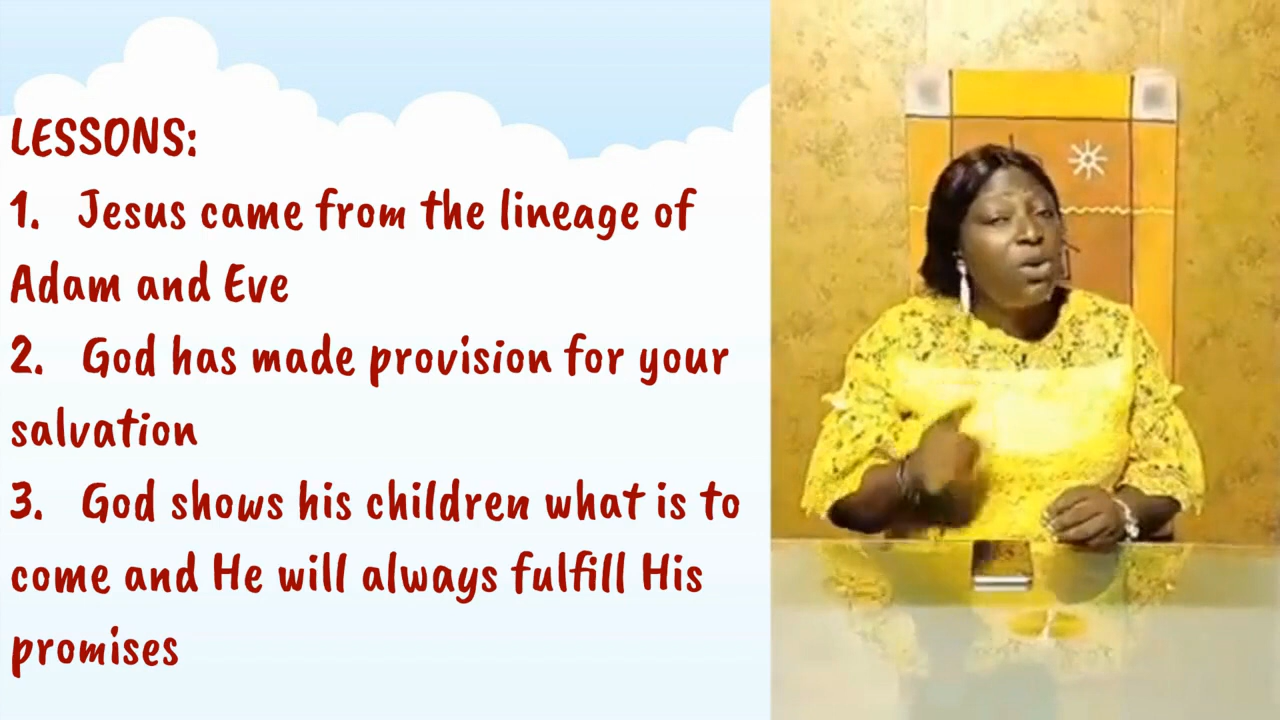 LESSONS:
1. Jesus came from the lineage of
Adam and Eve
2. God has made provision for your
salvation
3. God shows his children what is to
come and He will always fulfill His
promises